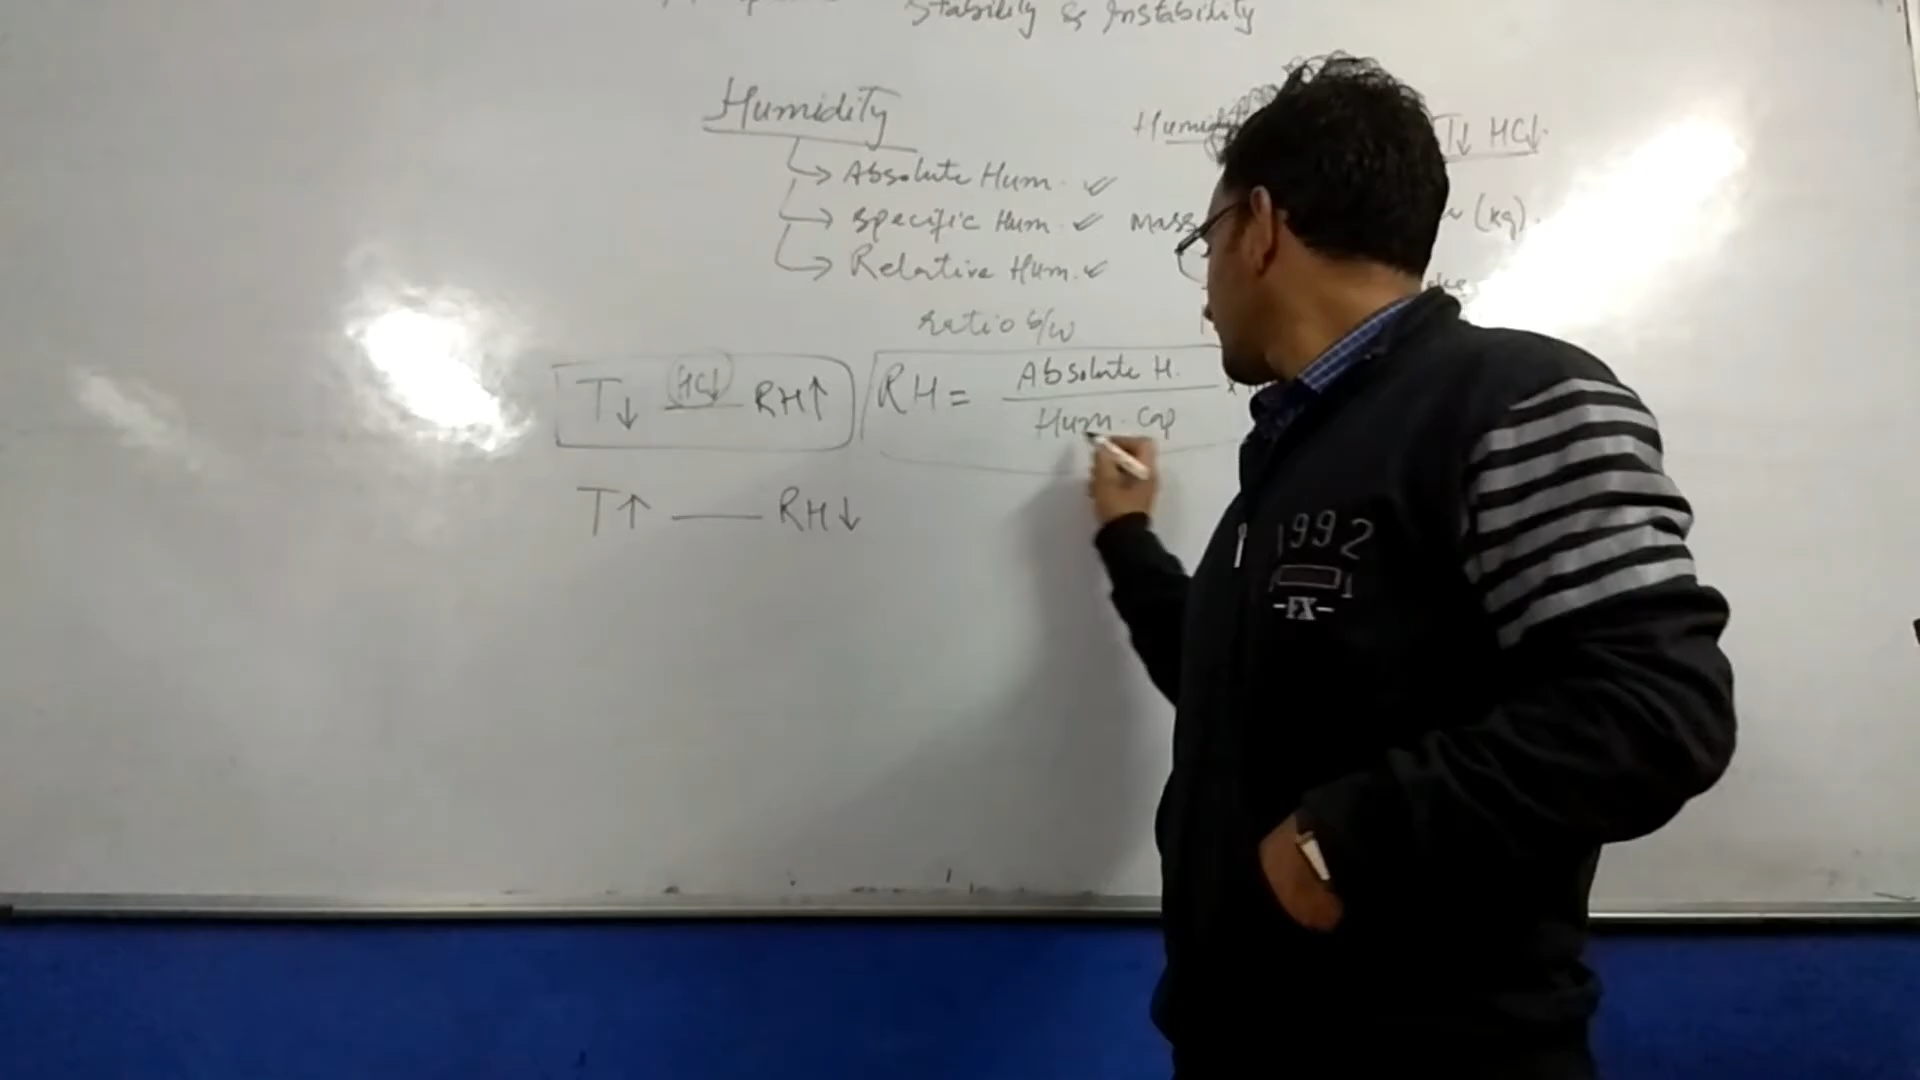 Stability & Instability
Humidity
T↓ HC↓.
→ Absolute Hum. ✓
→ Specific Hum. ✓ Mass
(kg).
→ Relative Hum. ✓
ratio b/w
T↓ HC↓ RH↑
RH = Absolute H.
Hum. Cap
T↑ — RH↓
1992
FX